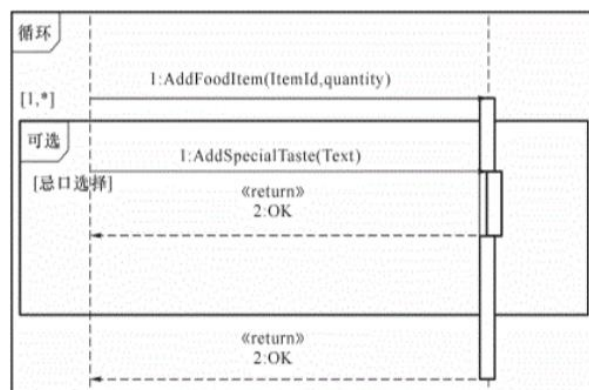 循环
1:AddFoodItem(ItemId,quantity)
[1,*]
可选
1:AddSpecialTaste(Text)
[忌口选择]
«return»
2:OK
«return»
2:OK